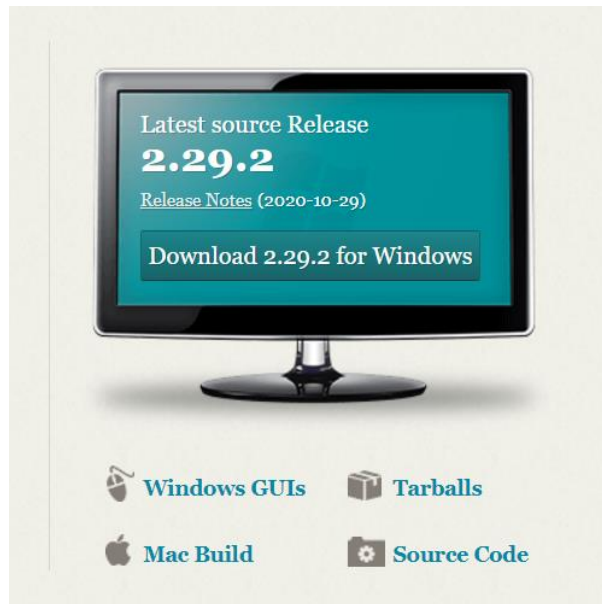 Latest source Release
2.29.2
Release Notes (2020-10-29)
Download 2.29.2 for Windows
Windows GUIs
Tarballs
Mac Build
Source Code